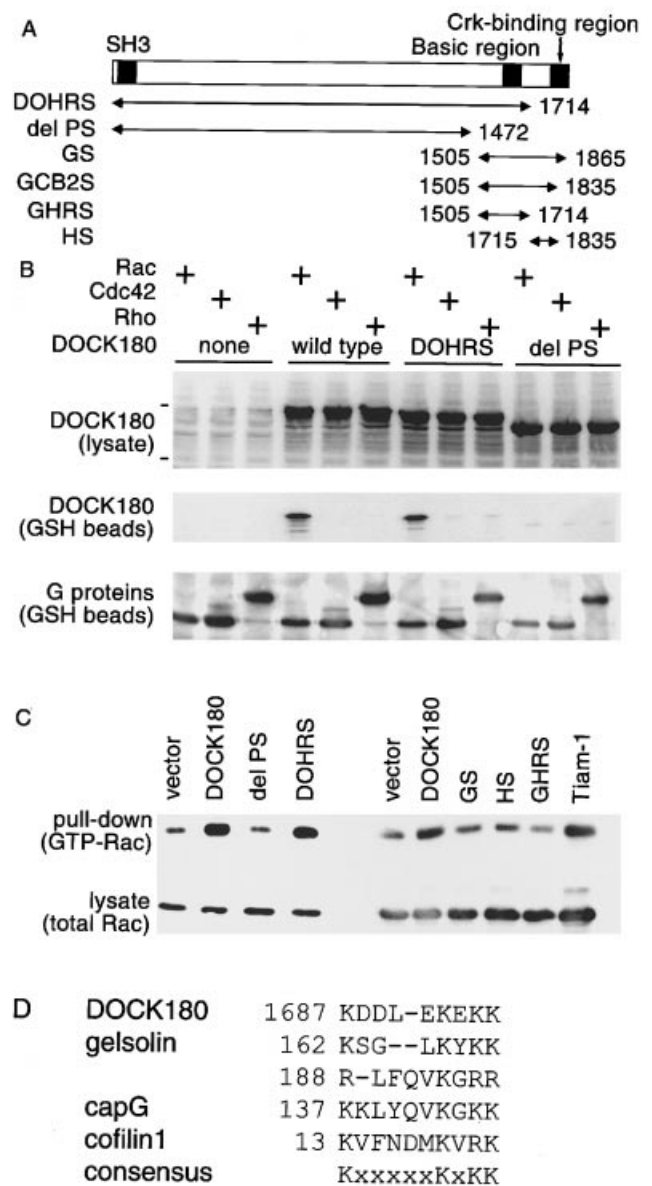 A
Crk-binding region
SH3
Basic region
DOHRS 1714
del PS 1472
GS 1505 1865
GCB2S 1505 1835
GHRS 1505 1714
HS 1715 1835
B
Rac + + + +
Cdc42 + + + +
Rho + + + +
DOCK180 none wild type DOHRS del PS
DOCK180
(lysate)
DOCK180
(GSH beads)
G proteins
(GSH beads)
C
vector DOCK180 del PS DOHRS vector DOCK180 GS HS GHRS Tiam-1
pull-down
(GTP-Rac)
lysate
(total Rac)
D
DOCK180 1687 KDDL-EKEKK
gelsolin 162 KSG--LKYKK
188 R-LFQVKGRR
capG 137 KKLYQVKGKK
cofilin1 13 KVFNDMKVRK
consensus KxxxxxKxKK